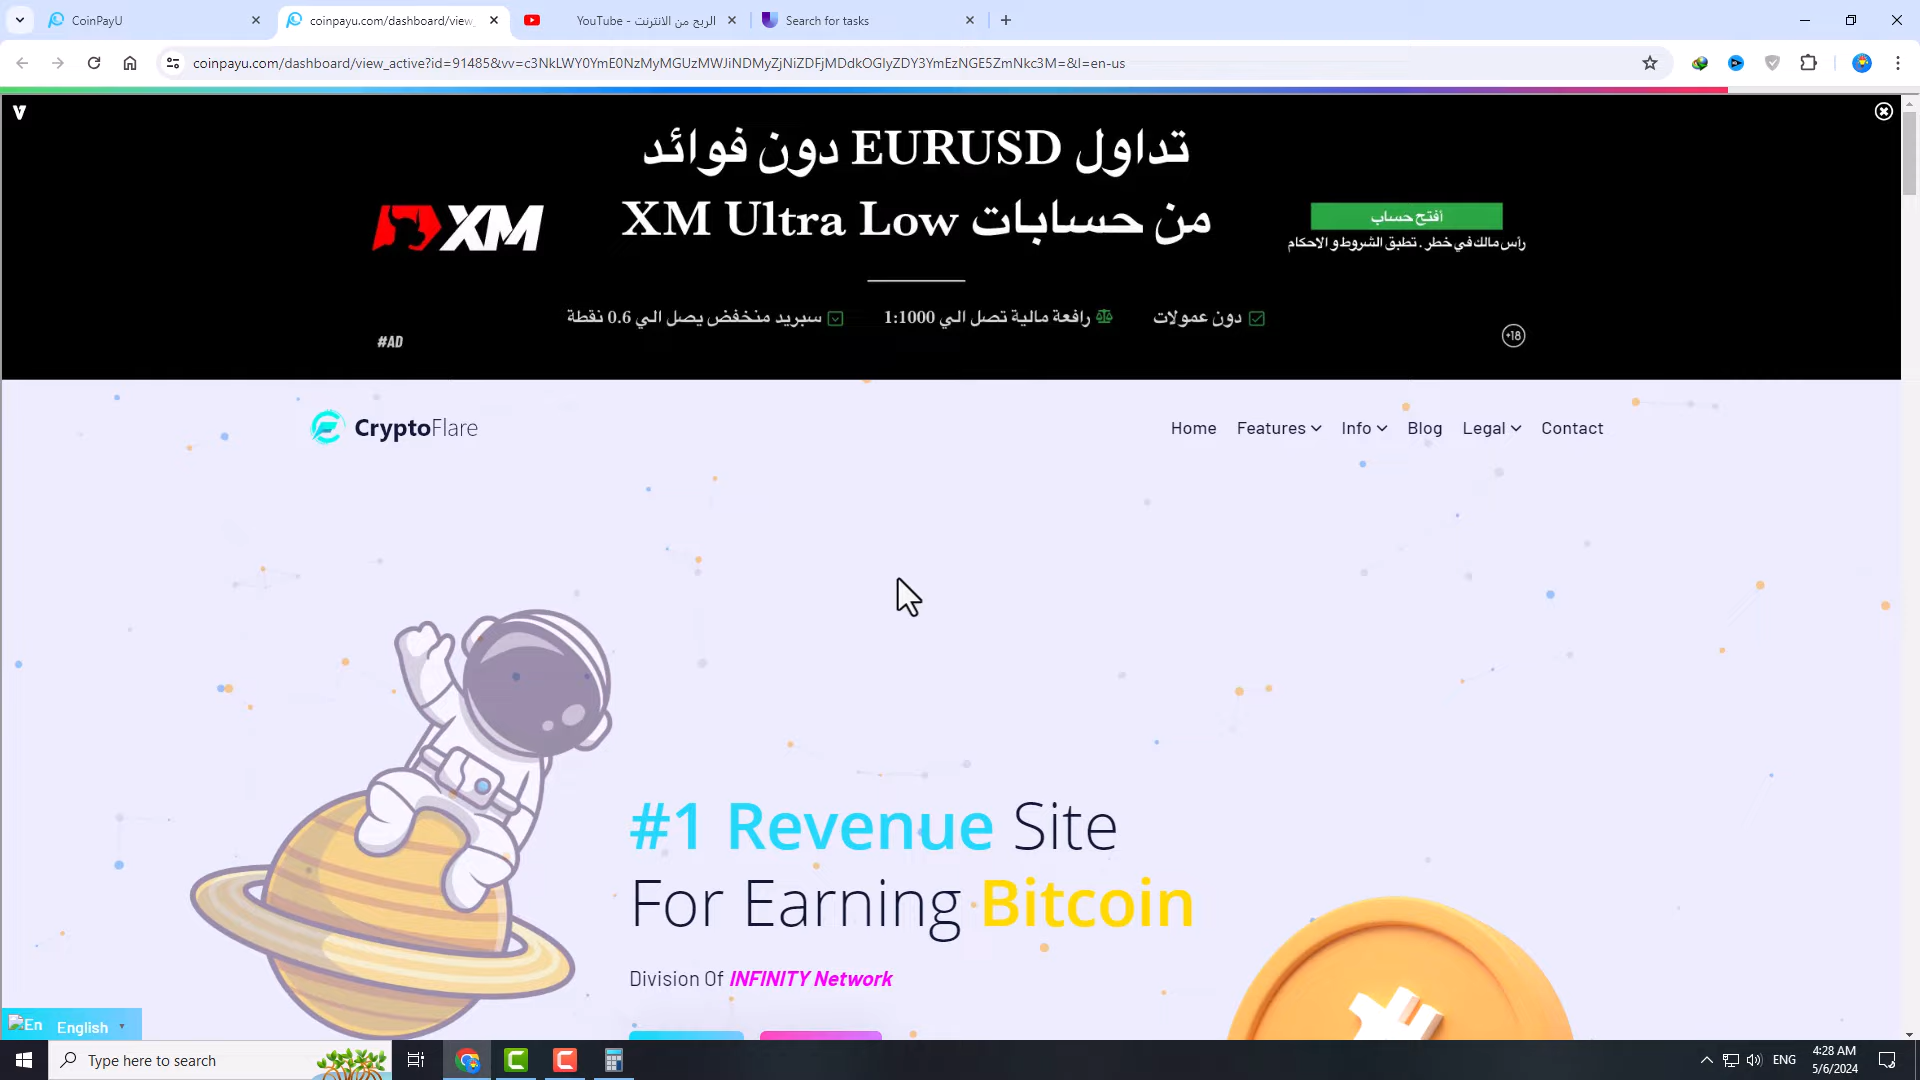 CoinPayU
coinpayu.com/dashboard/view_
YouTube - الربح من الانترنت
Search for tasks
coinpayu.com/dashboard/view_active?id=91485&vv=c3NkLWY0YmE0NzMyMGUzMWJiNDMyZjNiZDFjMDdkOGIyZDY3YmEzNGE5ZmNkc3M=&l=en-us
تداول EURUSD دون فوائد
من حسابات XM Ultra Low
XM
أفتح حساب
رأس مالك في خطر . تطبق الشروط و الاحكام
دون عمولات
رافعة مالية تصل الي 1:1000
سبريد منخفض يصل الي 0.6 نقطة
#AD
+18
CryptoFlare
Home
Features
Info
Blog
Legal
Contact
#1 Revenue Site
For Earning Bitcoin
Division Of INFINITY Network
En
English
Type here to search
ENG
4:28 AM
5/6/2024